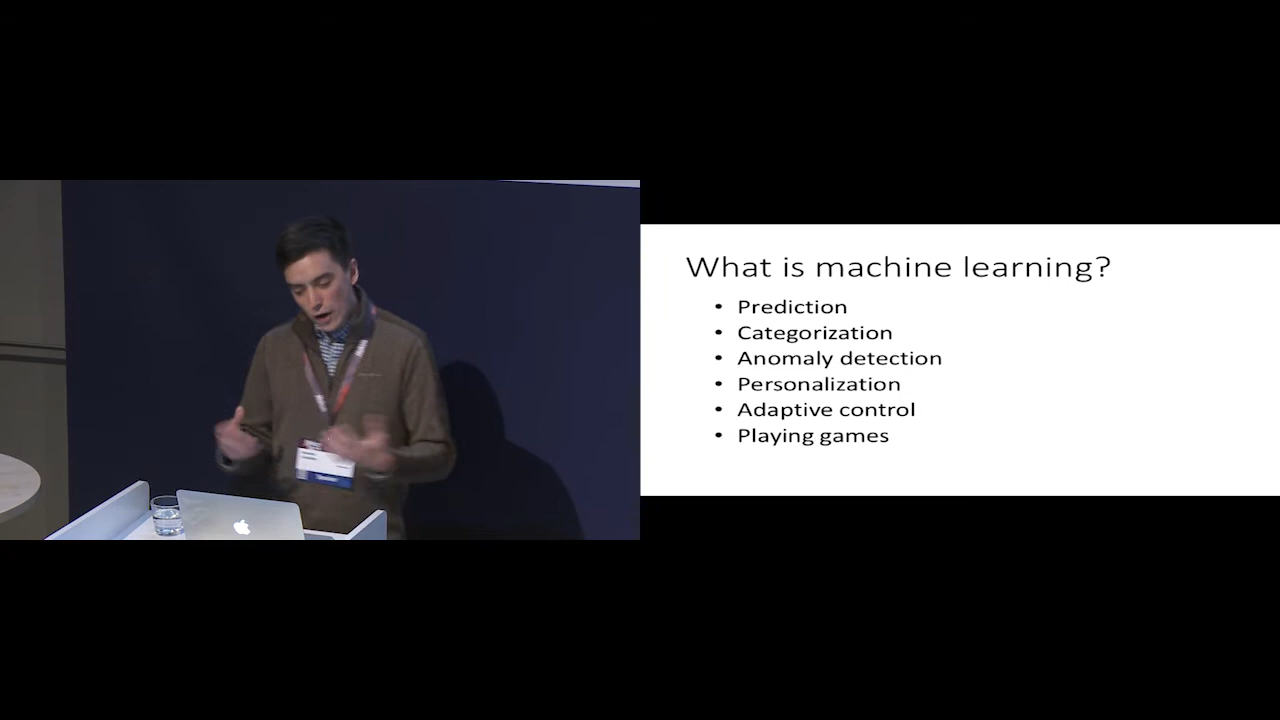 What is machine learning?
• Prediction
• Categorization
• Anomaly detection
• Personalization
• Adaptive control
• Playing games